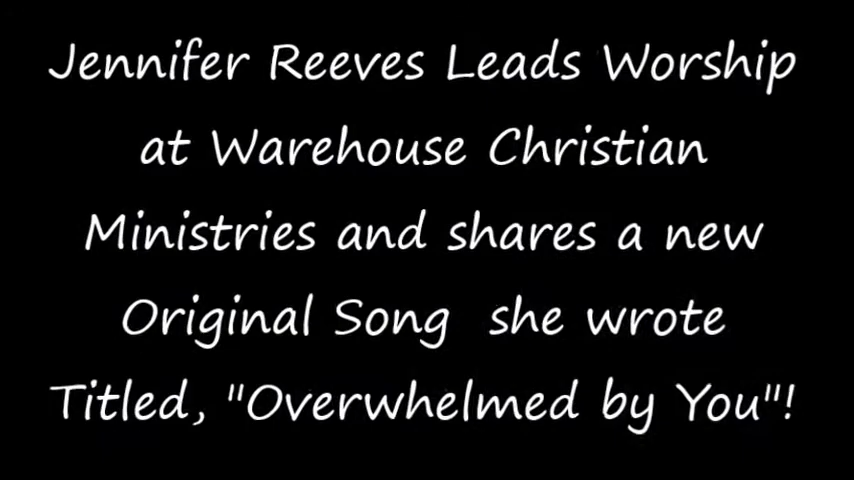 Jennifer Reeves Leads Worship
at Warehouse Christian
Ministries and shares a new
Original Song she wrote
Titled, "Overwhelmed by You"!